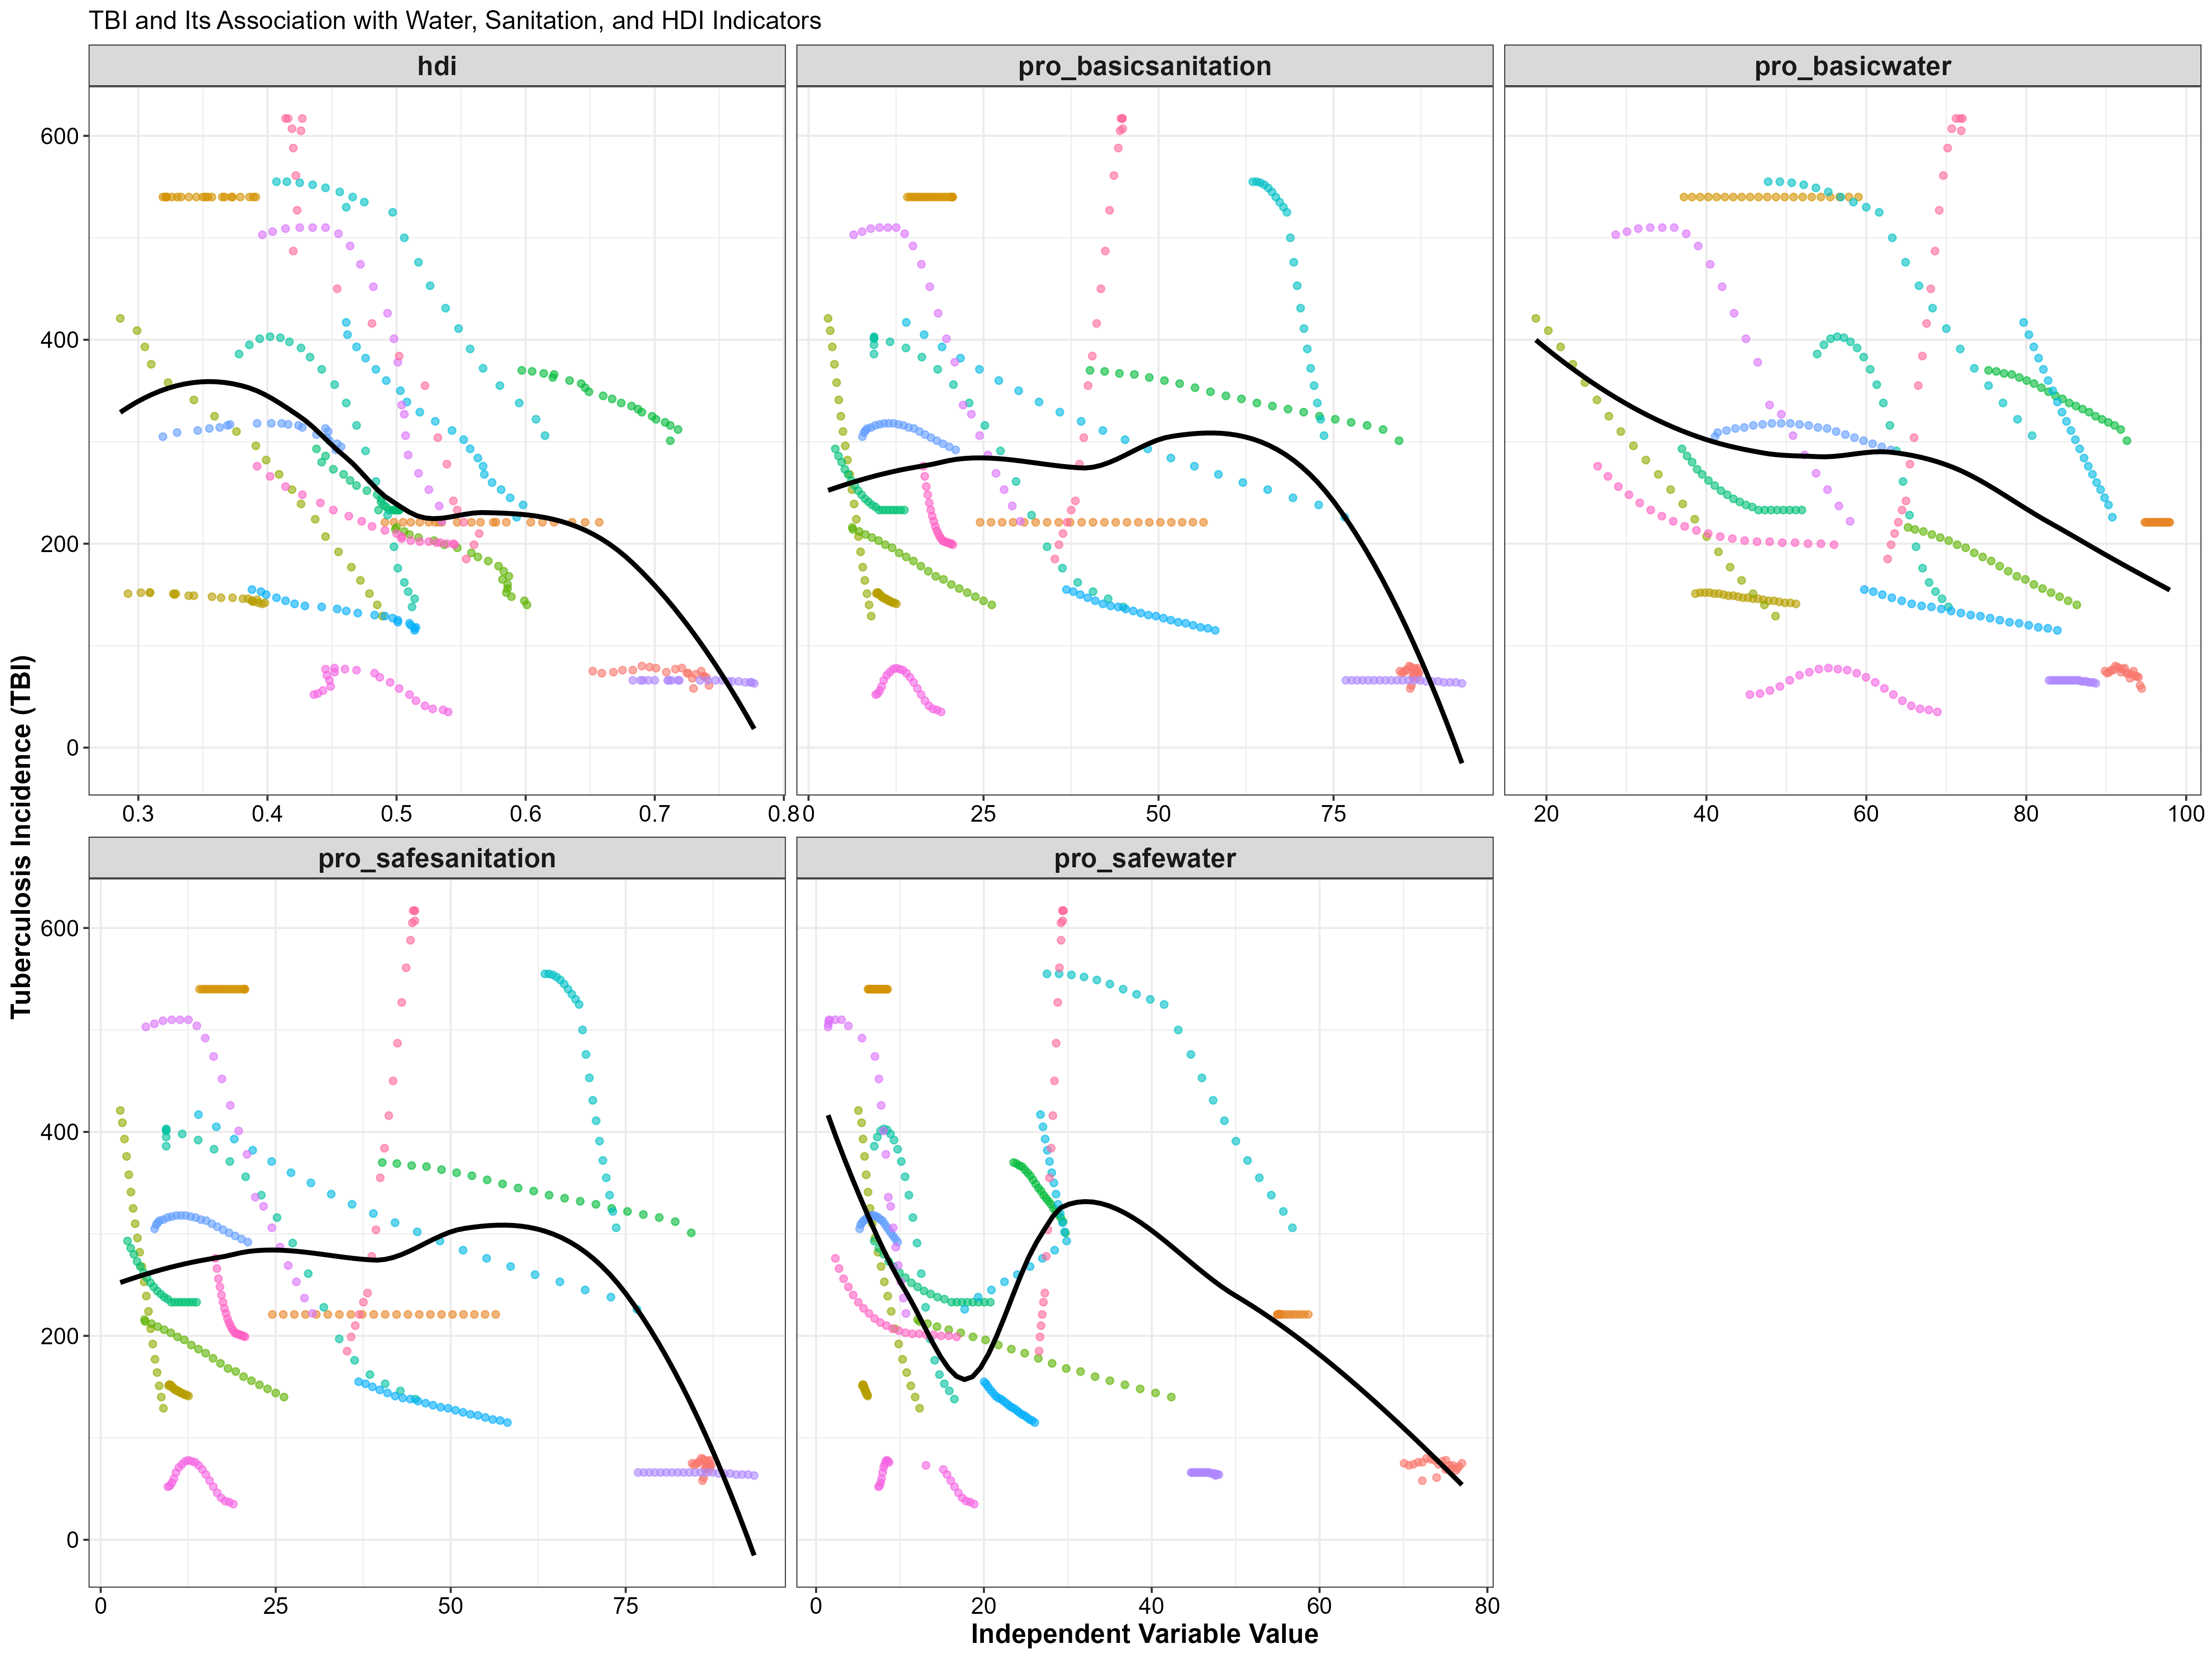 TBI and Its Association with Water, Sanitation, and HDI Indicators
hdi
pro_basicsanitation
pro_basicwater
600
400
200
0
0.3 0.4 0.5 0.6 0.7 0.8
0 25 50 75
20 40 60 80 100
Tuberculosis Incidence (TBI)
pro_safesanitation
pro_safewater
600
400
200
0
0 25 50 75
0 20 40 60 80
Independent Variable Value